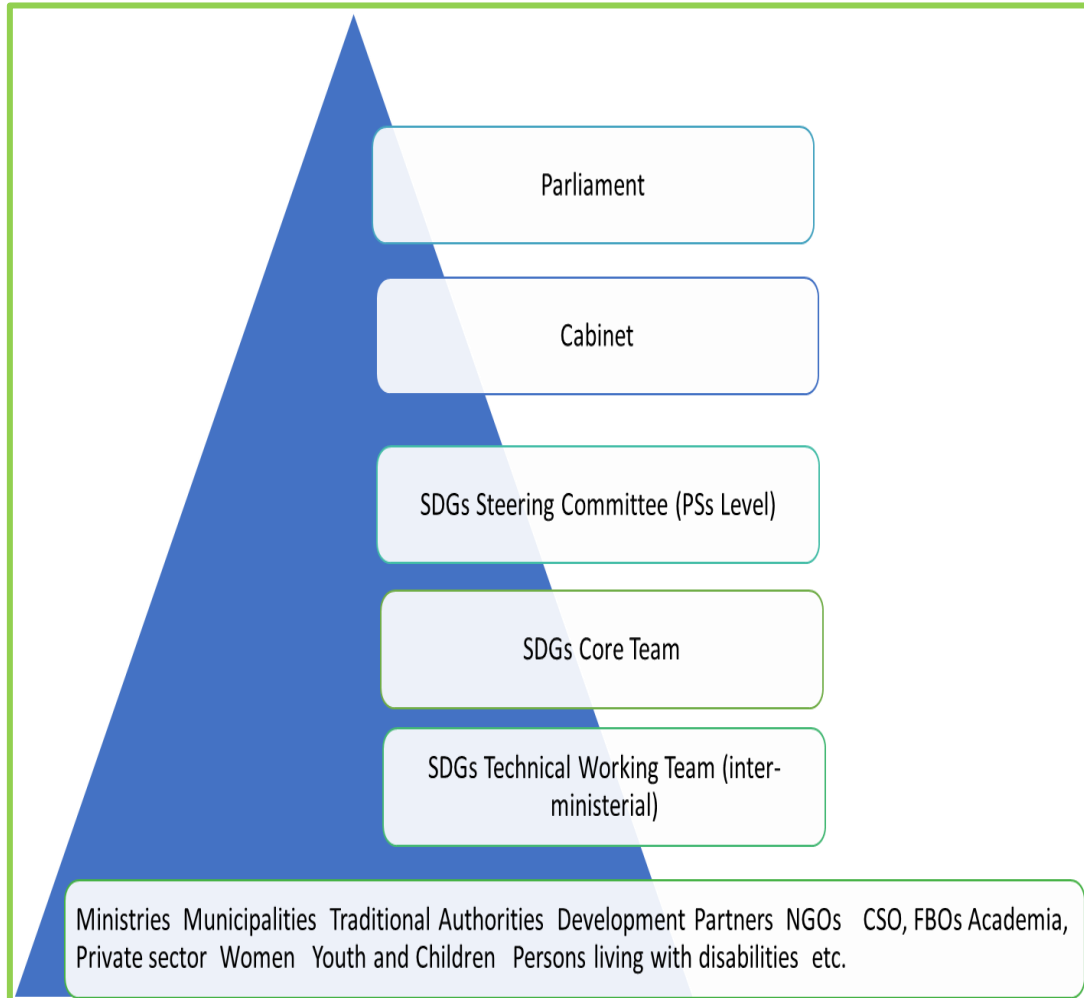 Parliament
Cabinet
SDGs Steering Committee (PSs Level)
SDGs Core Team
SDGs Technical Working Team (inter-
ministerial)
Ministries Municipalities Traditional Authorities Development Partners NGOs CSO, FBOs Academia,
Private sector Women Youth and Children Persons living with disabilities etc.